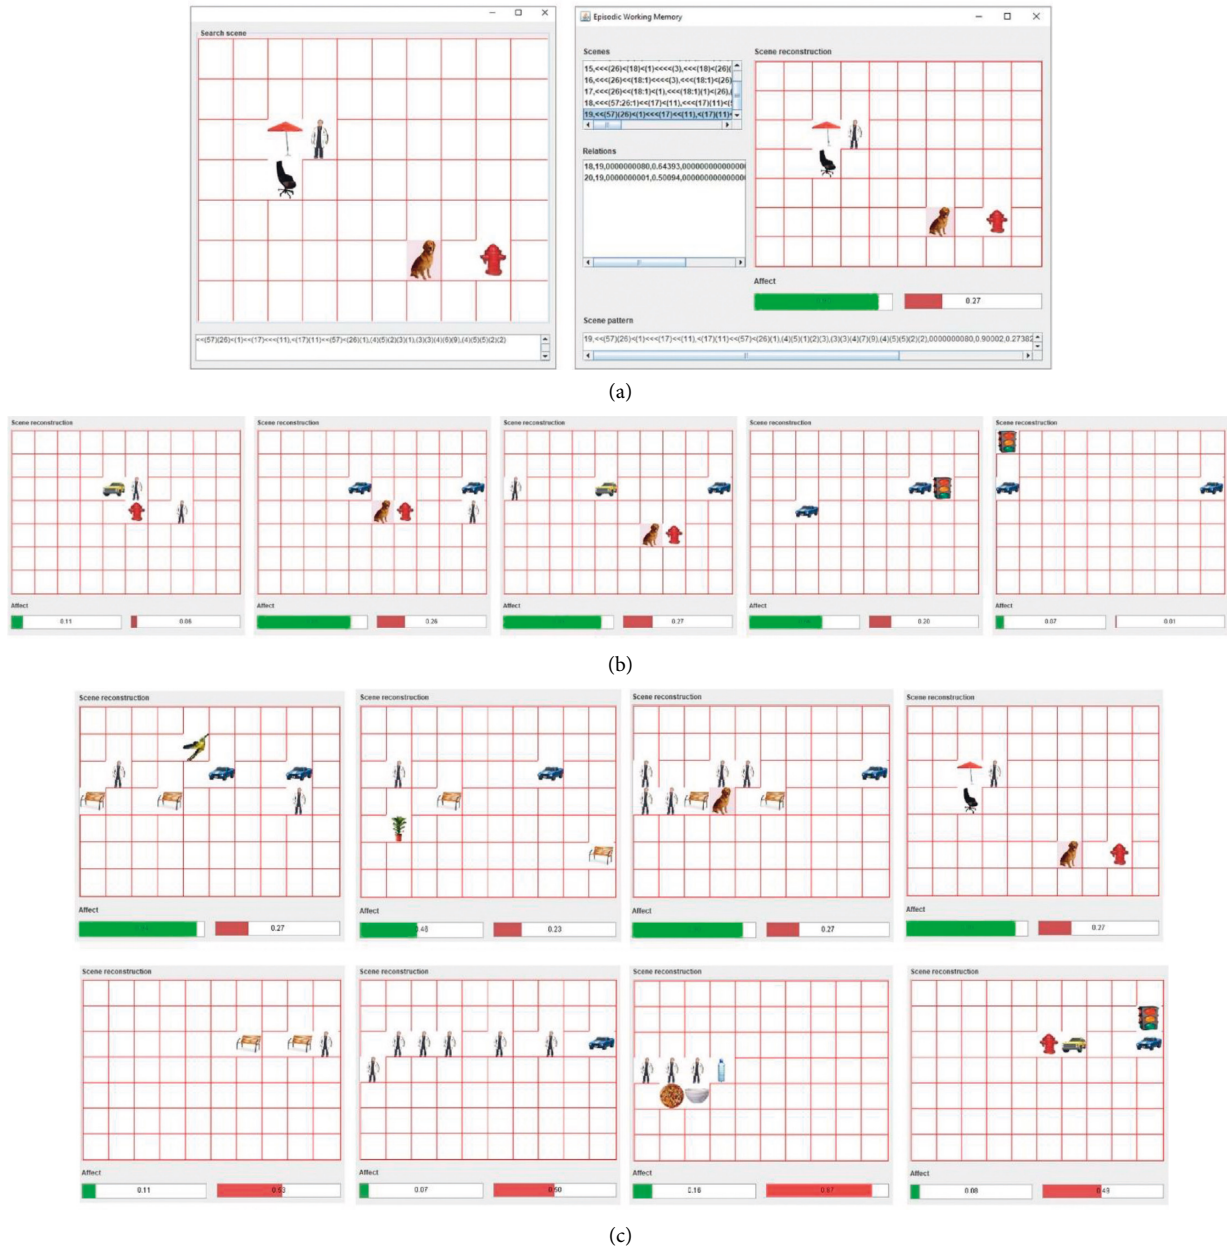 Search scene
<<(57)(26)<(1)<<(17)<<<(11),<(17)(11)<<(57)<(26)(1),(4)(5)(2)(3)(1),(3)(3)(4)(6)(9),(4)(5)(5)(2)(2)
Episodic Working Memory
Scenes
15,<<<(26)<(18)<(1)<<<<(3),<<<(18)<(26)(
16,<<<(26)<<(18:1)<<<<(3),<<<(18:1)<(26)
17,<<<(26)<<(18:1)<(1),<<<(18:1)(1)<(26),(
18,<<<(57:26:1)<<(17)<(11),<<<(17)(11)<(
19,<<(57)(26)<(1)<<<(17)<<(11),<(17)(11)<
Relations
18,19,0000000080,0.64393,00000000000000
20,19,0000000001,0.50094,00000000000000
Scene reconstruction
Affect
0.27
Scene pattern
19,<<(57)(26)<(1)<<<(17)<<(11),<(17)(11)<<(57)<(26)(1),(4)(5)(1)(2)(3),(3)(3)(4)(7)(9),(4)(5)(5)(2)(2),0000000080,0.90002,0.27382
(a)
Scene reconstruction Scene reconstruction Scene reconstruction Scene reconstruction Scene reconstruction
Affect Affect Affect Affect Affect
0.11 0.06 0.26 0.27 0.20 0.07 0.01
(b)
Scene reconstruction Scene reconstruction Scene reconstruction Scene reconstruction
Affect Affect Affect Affect
0.27 0.23 0.27 0.27
Scene reconstruction Scene reconstruction Scene reconstruction Scene reconstruction
Affect Affect Affect Affect
0.11 0.07 0.16 0.49
(c)